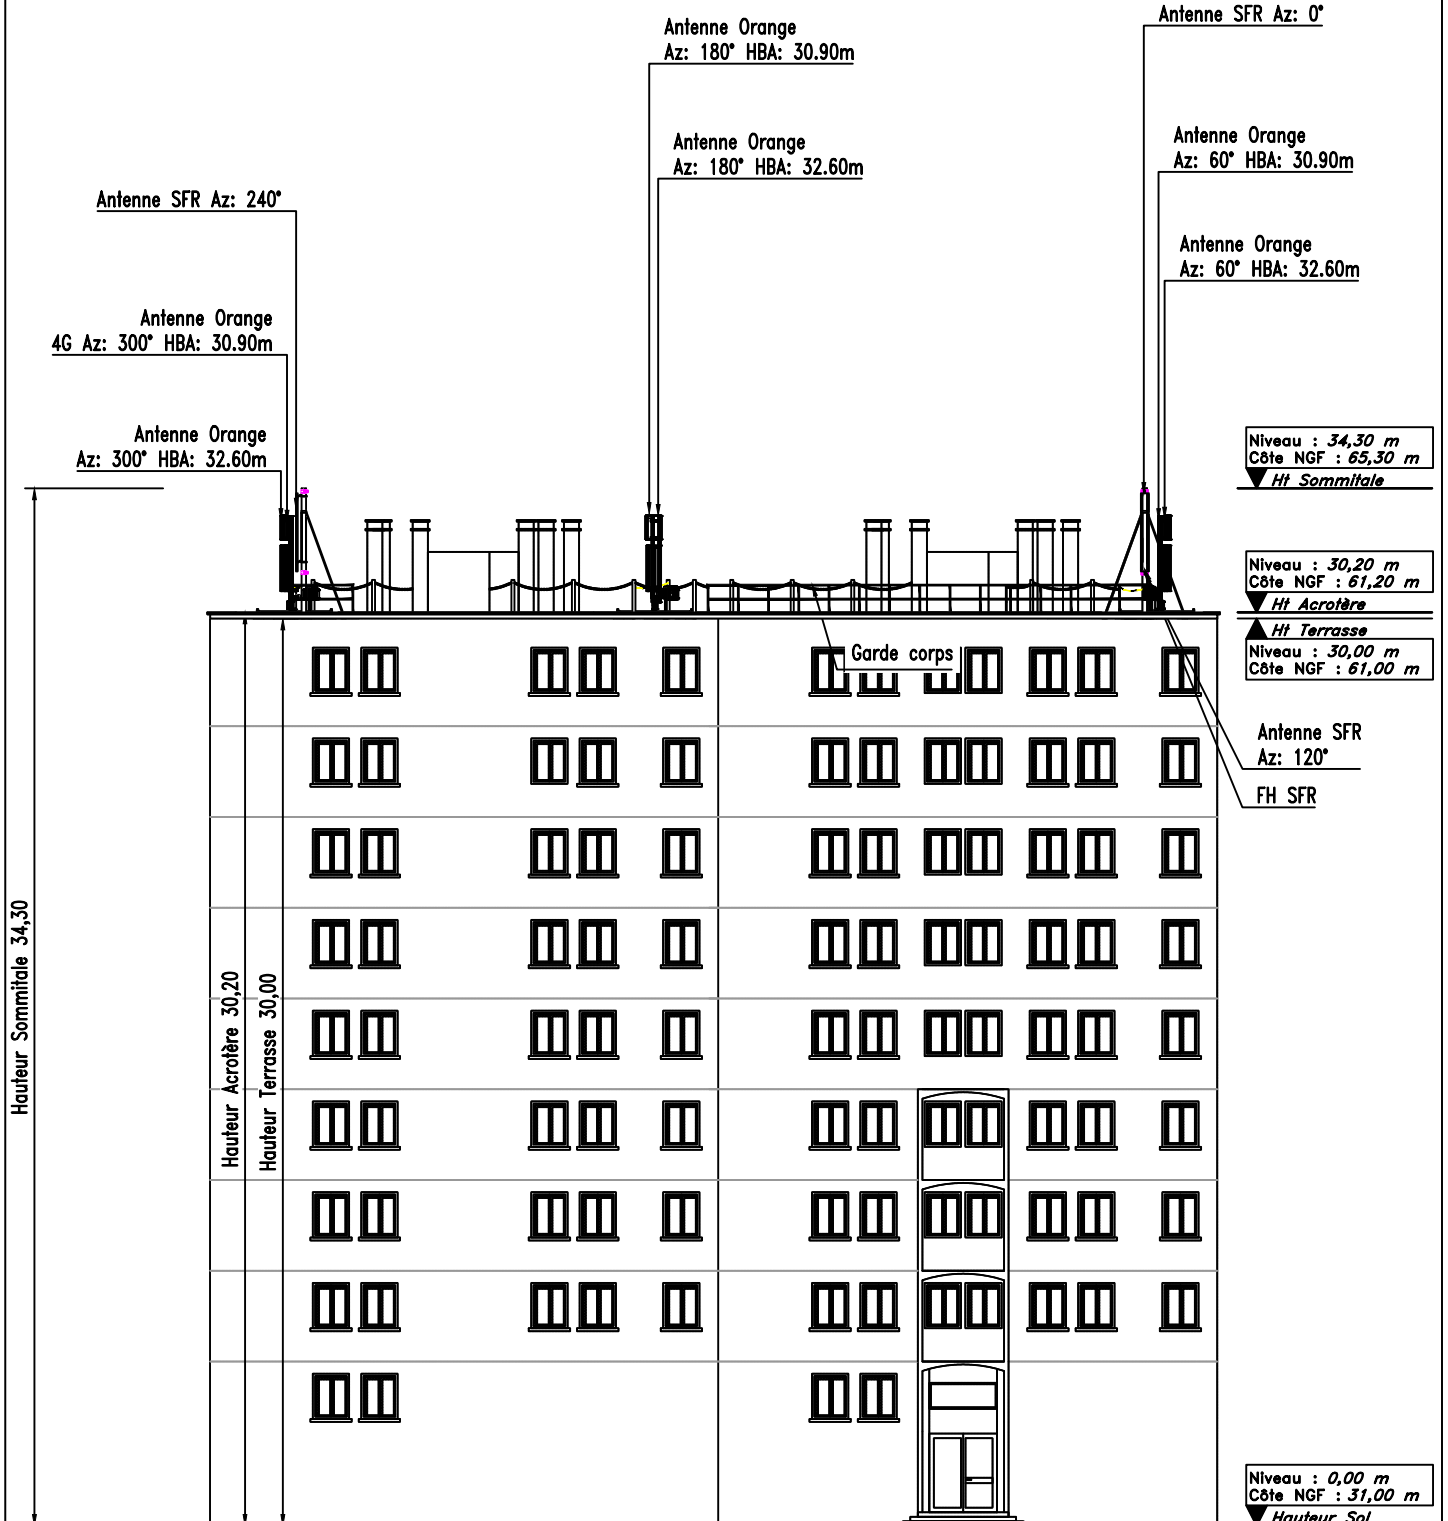 Antenne SFR Az: 0°
Antenne Orange
Az: 180° HBA: 30.90m
Antenne Orange
Az: 180° HBA: 32.60m
Antenne Orange
Az: 60° HBA: 30.90m
Antenne SFR Az: 240°
Antenne Orange
Az: 60° HBA: 32.60m
Antenne Orange
4G Az: 300° HBA: 30.90m
Antenne Orange
Az: 300° HBA: 32.60m
Niveau : 34,30 m
Côte NGF : 65,30 m
Ht Sommitale
Niveau : 30,20 m
Côte NGF : 61,20 m
Ht Acrotère
Ht Terrasse
Niveau : 30,00 m
Côte NGF : 61,00 m
Garde corps
Antenne SFR
Az: 120°
FH SFR
Hauteur Sommitale 34,30
Hauteur Acrotère 30,20
Hauteur Terrasse 30,00
Niveau : 0,00 m
Côte NGF : 31,00 m
Hauteur Sol